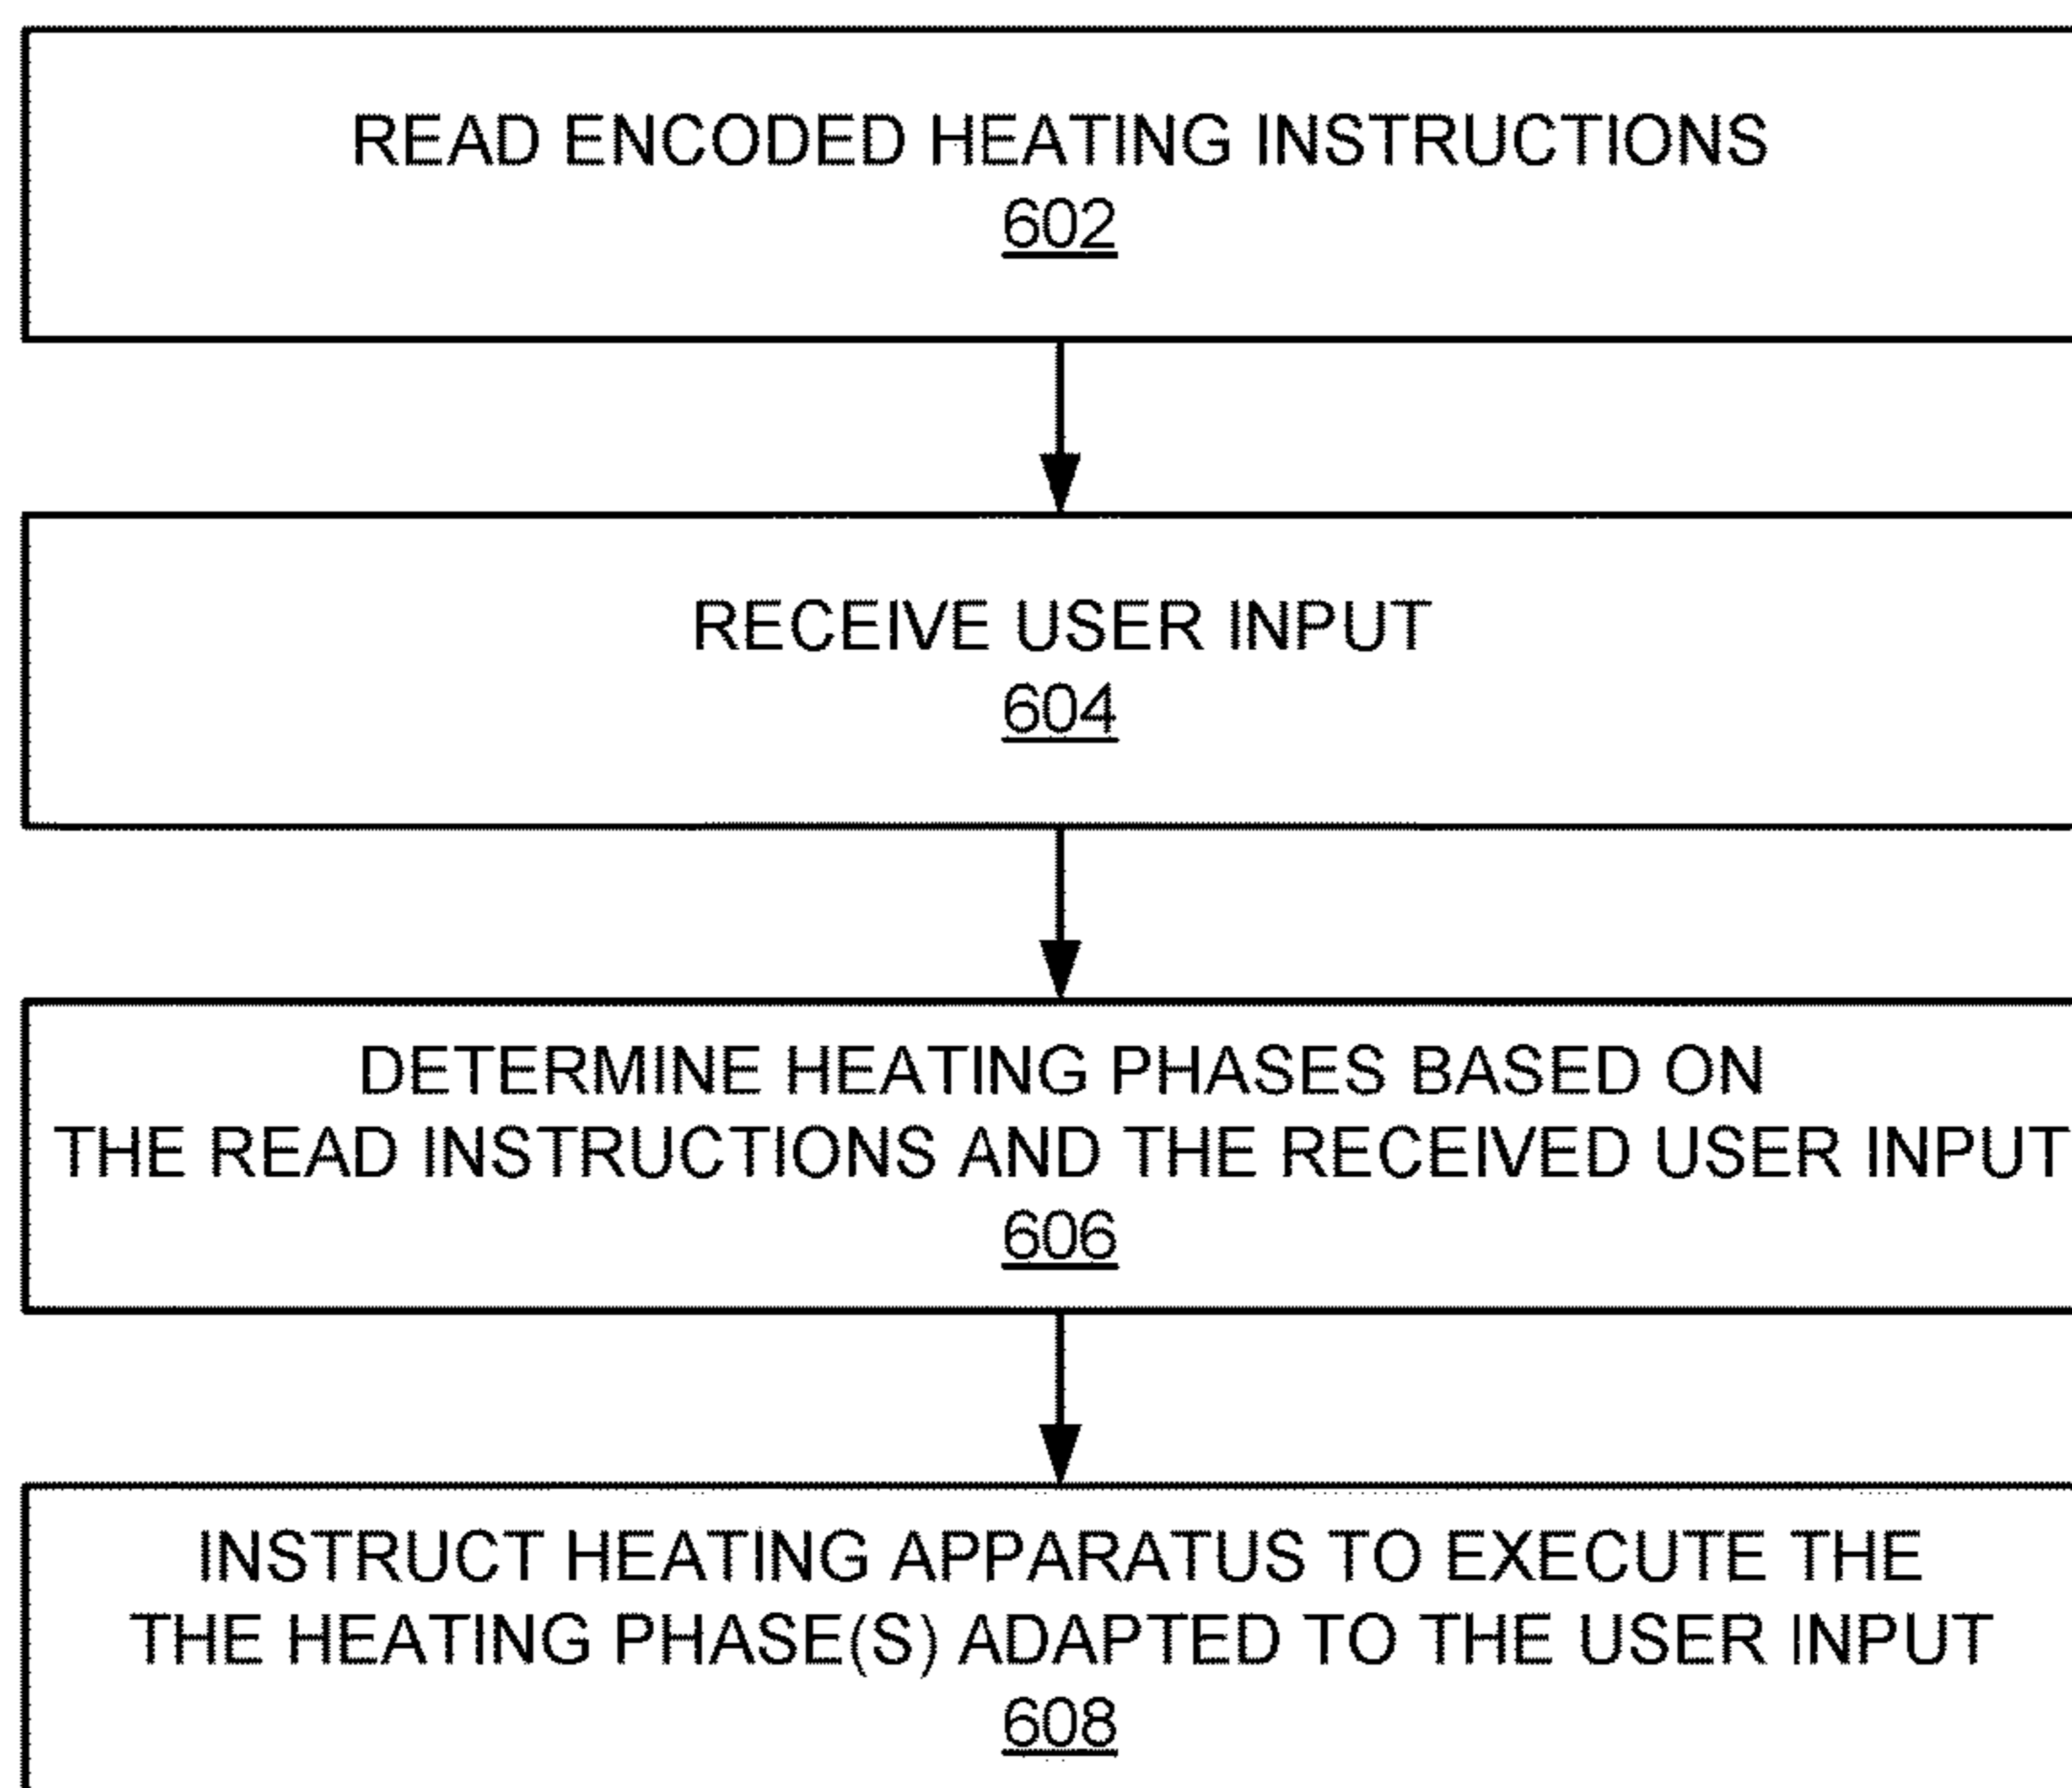 READ ENCODED HEATING INSTRUCTIONS
602
RECEIVE USER INPUT
604
DETERMINE HEATING PHASES BASED ON
THE READ INSTRUCTIONS AND THE RECEIVED USER INPUT
606
INSTRUCT HEATING APPARATUS TO EXECUTE THE
THE HEATING PHASE(S) ADAPTED TO THE USER INPUT
608